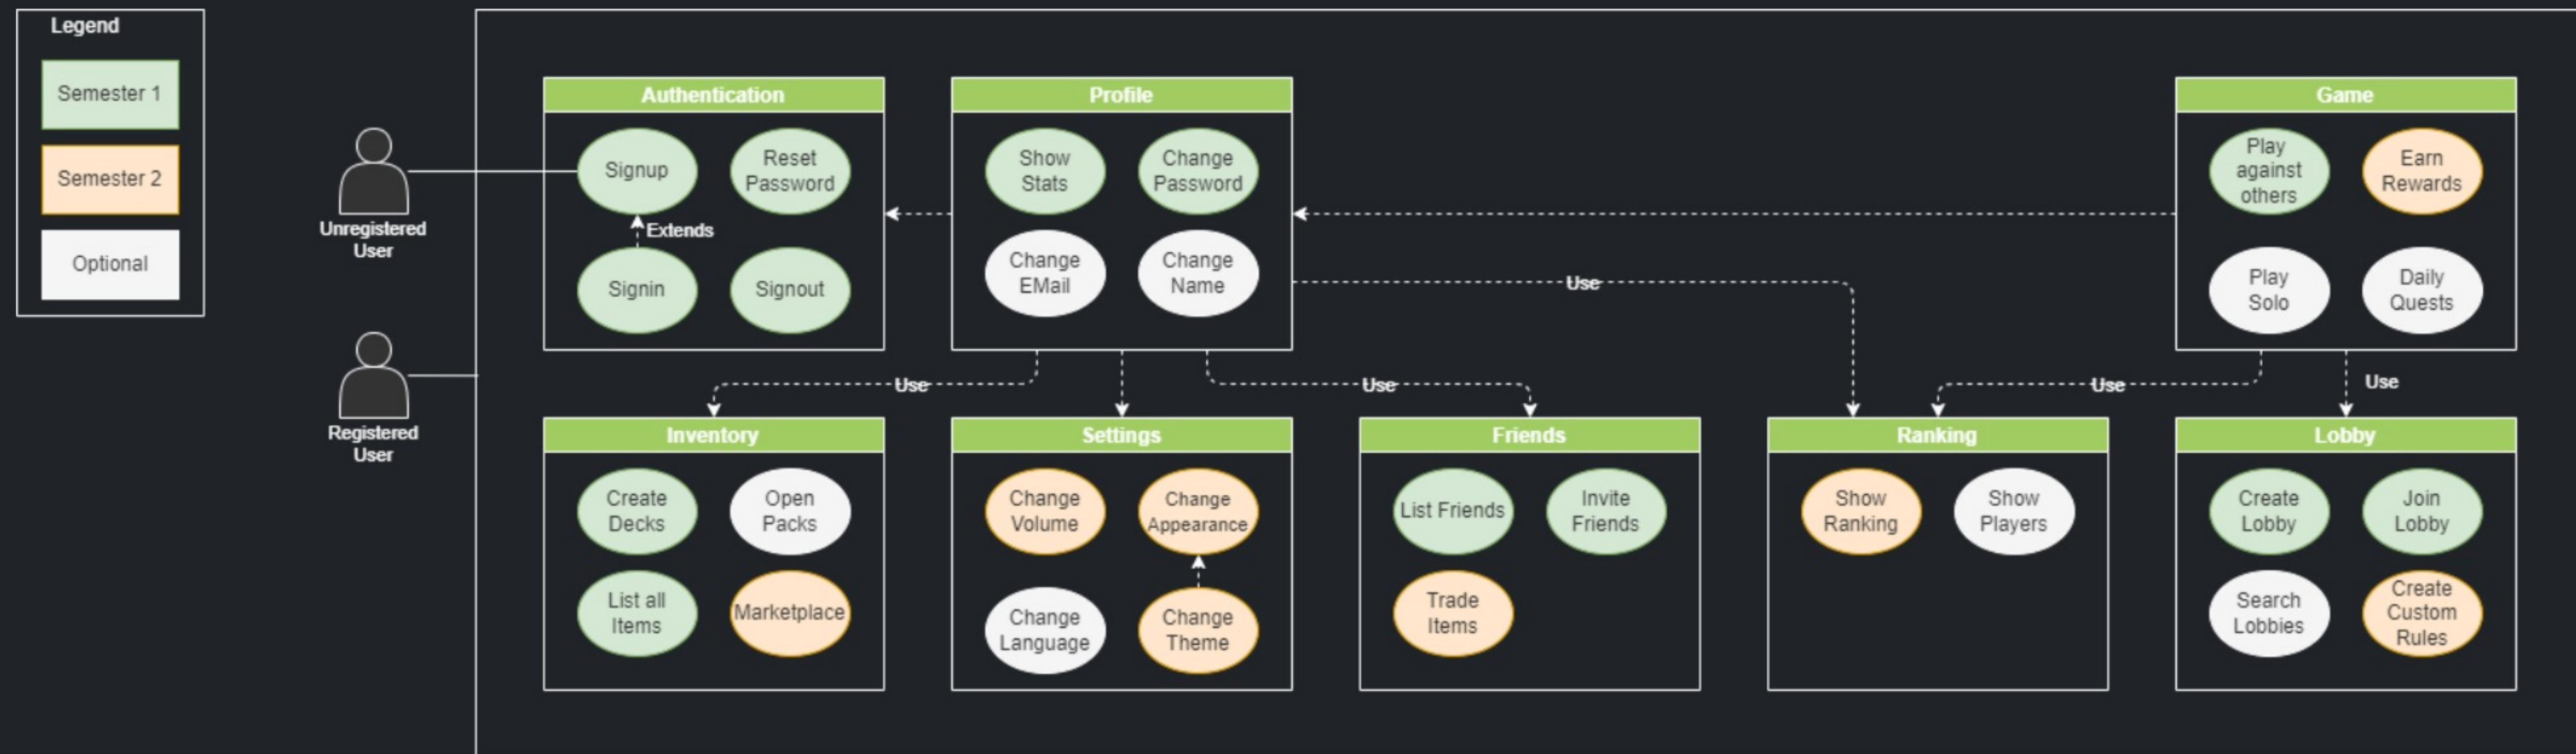 Legend
Semester 1
Semester 2
Optional
Unregistered
User
Registered
User
Authentication
Signup
Reset
Password
Extends
Signin
Signout
Profile
Show
Stats
Change
Password
Change
EMail
Change
Name
Game
Play
against
others
Earn
Rewards
Play
Solo
Daily
Quests
Use
Use
Use
Use
Use
Inventory
Create
Decks
Open
Packs
List all
Items
Marketplace
Settings
Change
Volume
Change
Appearance
Change
Language
Change
Theme
Friends
List Friends
Invite
Friends
Trade
Items
Ranking
Show
Ranking
Show
Players
Lobby
Create
Lobby
Join
Lobby
Search
Lobbies
Create
Custom
Rules